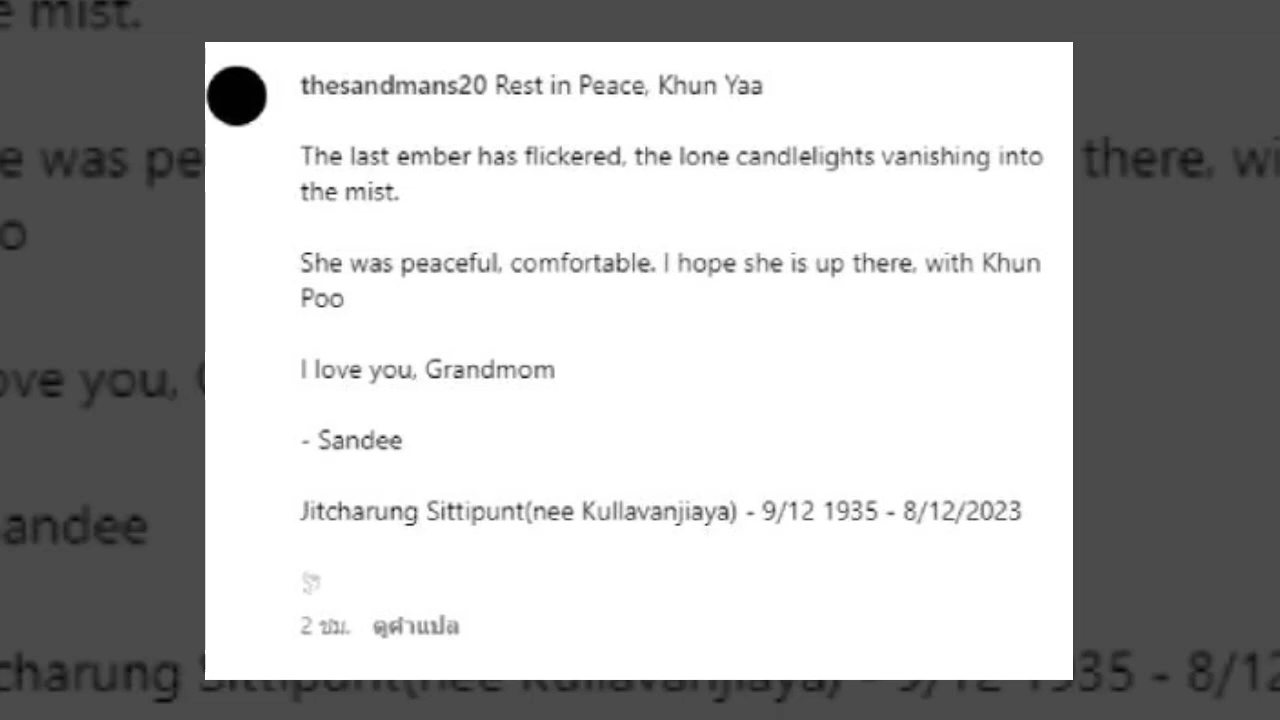 thesandmans20 Rest in Peace, Khun Yaa
The last ember has flickered, the lone candlelights vanishing into
the mist.
She was peaceful, comfortable. I hope she is up there, with Khun
Poo
I love you, Grandmom
- Sandee
Jitcharung Sittipunt(nee Kullavanjiaya) - 9/12 1935 - 8/12/2023
2 ชม. ดูคำแปล